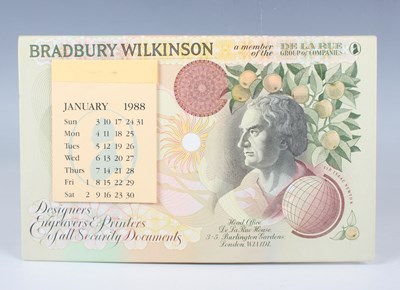 BRADBURY WILKINSON
a member of the
DE LA RUE
GROUP of COMPANIES
JANUARY 1988
Sun 3 10 17 24 31
Mon 4 11 18 25
Tues 5 12 19 26
Wed 6 13 20 27
Thurs 7 14 21 28
Fri 1 8 15 22 29
Sat 2 9 16 23 30
SIR ISAAC NEWTON
Designers
Engravers & Printers
of all Security Documents
Head Office
De La Rue House
3-5 Burlington Gardens
London W1A 1DL